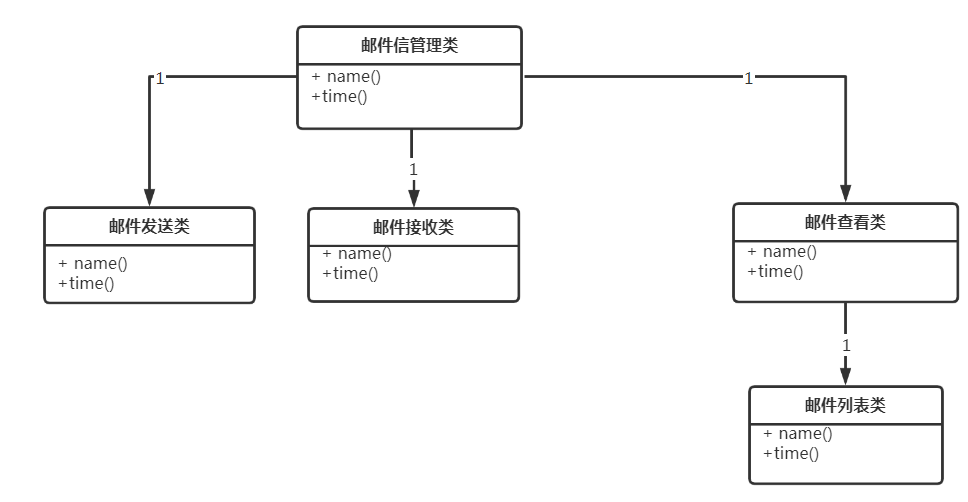 邮件信管理类
+ name()
+time()
1
1
1
邮件发送类
+ name()
+time()
邮件接收类
+ name()
+time()
邮件查看类
+ name()
+time()
1
邮件列表类
+ name()
+time()